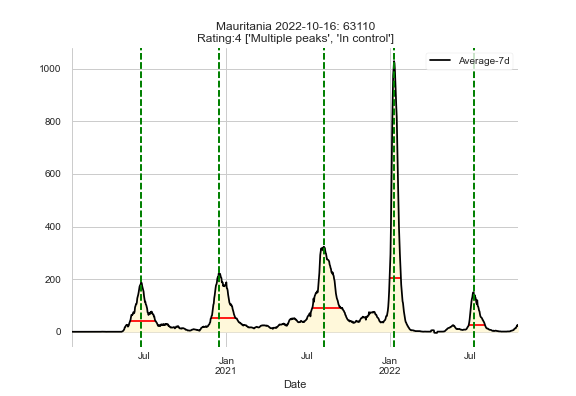 Mauritania 2022-10-16: 63110
Rating:4 ['Multiple peaks', 'In control']
Average-7d
1000
800
600
400
200
0
Jul
Jan
2021
Jul
Jan
2022
Jul
Date